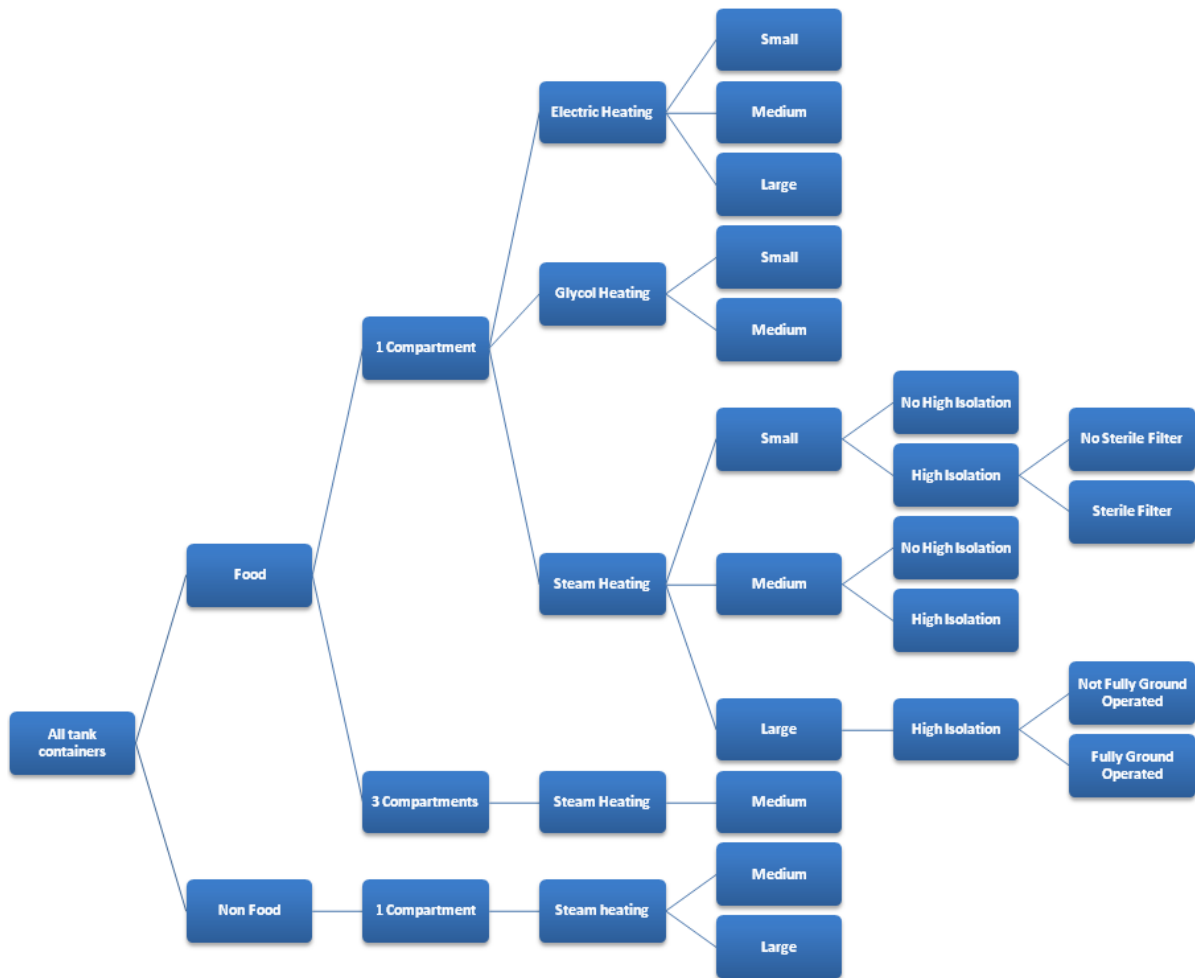 Small
Electric Heating
Medium
Large
Small
Glycol Heating
Medium
1 Compartment
No High Isolation
Small
No Sterile Filter
High Isolation
Sterile Filter
No High Isolation
Food
Steam Heating
Medium
High Isolation
Not Fully Ground
Operated
All tank
containers
Large
High Isolation
Fully Ground
Operated
3 Compartments
Steam Heating
Medium
Medium
Non Food
1 Compartment
Steam heating
Large